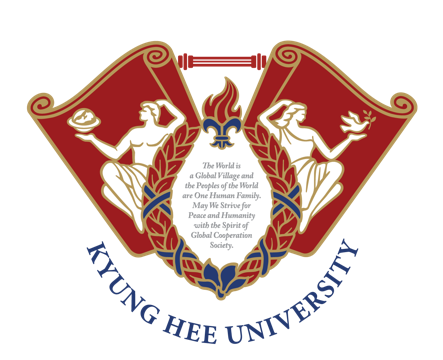 The World is
a Global Village and
the Peoples of the World
are One Human Family.
May We Strive for
Peace and Humanity
with the Spirit of
Global Cooperation
Society.
KYUNG HEE UNIVERSITY